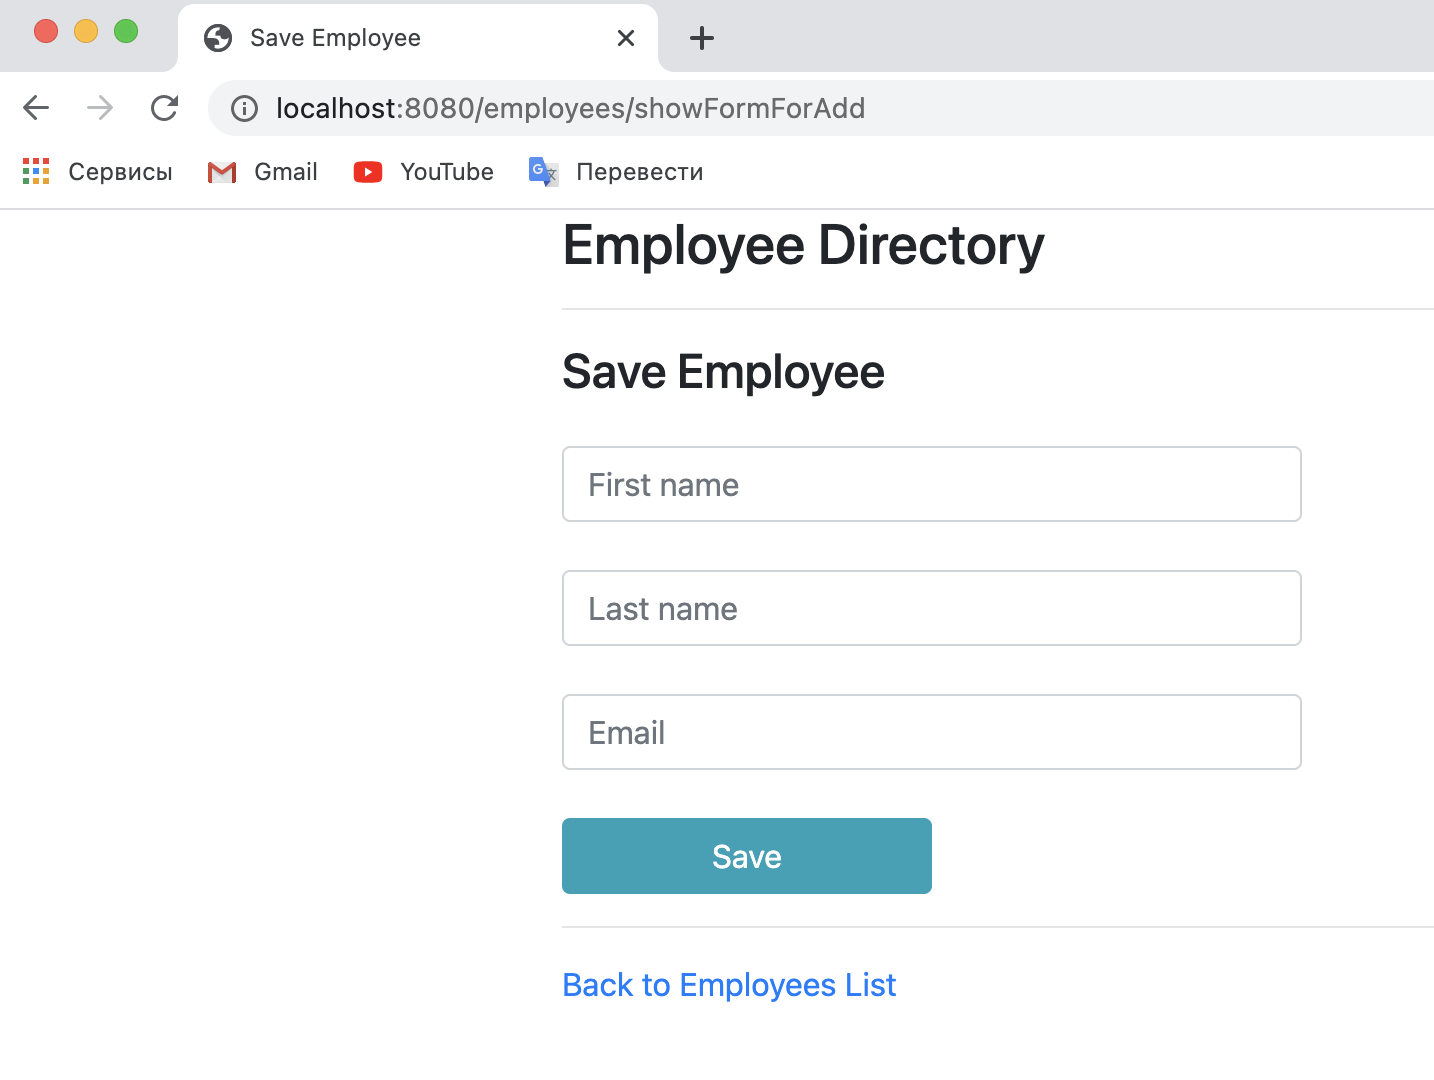 Save Employee
localhost:8080/employees/showFormForAdd
Сервисы Gmail YouTube Перевести
Employee Directory
Save Employee
First name
Last name
Email
Save
Back to Employees List